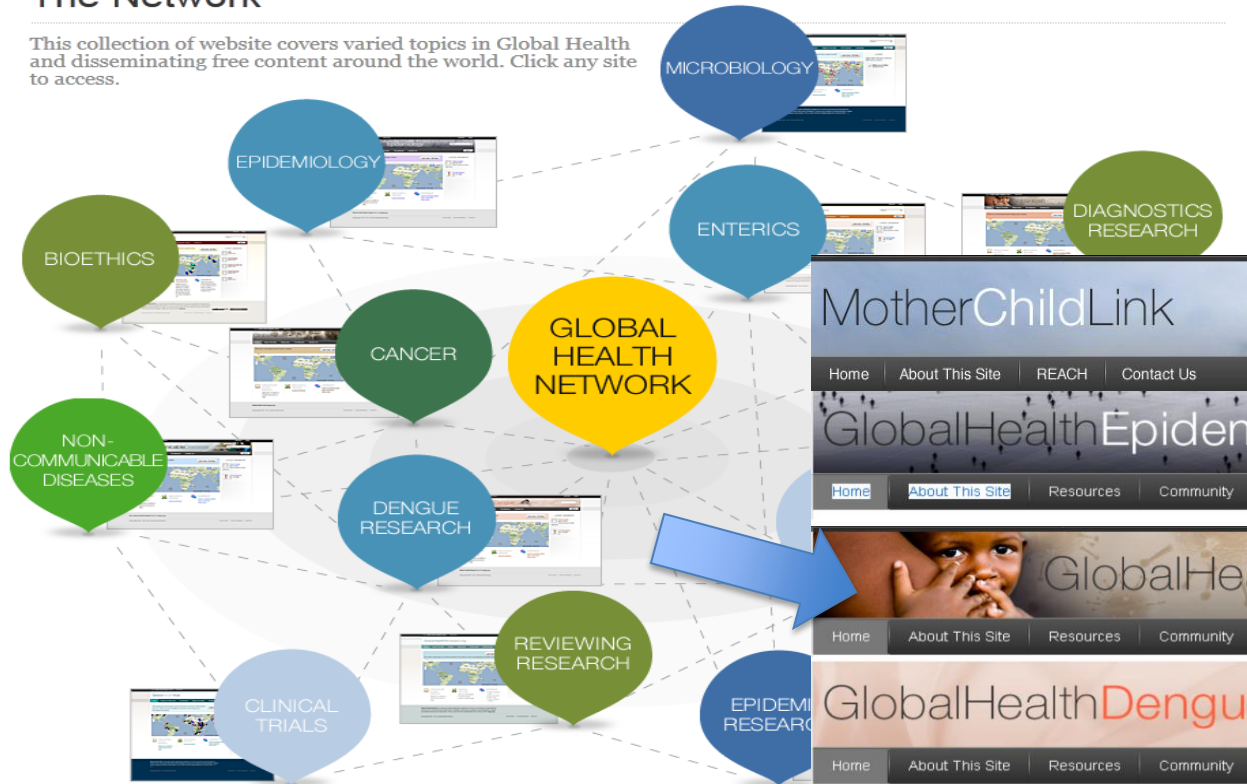 The Network
This collection of website covers varied topics in Global Health
and disseminating free content around the world. Click any site
to access.
MICROBIOLOGY
EPIDEMIOLOGY
ENTERICS
DIAGNOSTICS
RESEARCH
BIOETHICS
GLOBAL
HEALTH
NETWORK
CANCER
NON-
COMMUNICABLE
DISEASES
DENGUE
RESEARCH
REVIEWING
RESEARCH
CLINICAL
TRIALS
EPIDEMI
RESEARC
MotherChildLink
Home About This Site REACH Contact Us
GlobalHealthEpidem
Home About This Site Resources Community
GlobalHe
Home About This Site Resources Community
GlobalHealthDengu
Home About This Site Resources Community